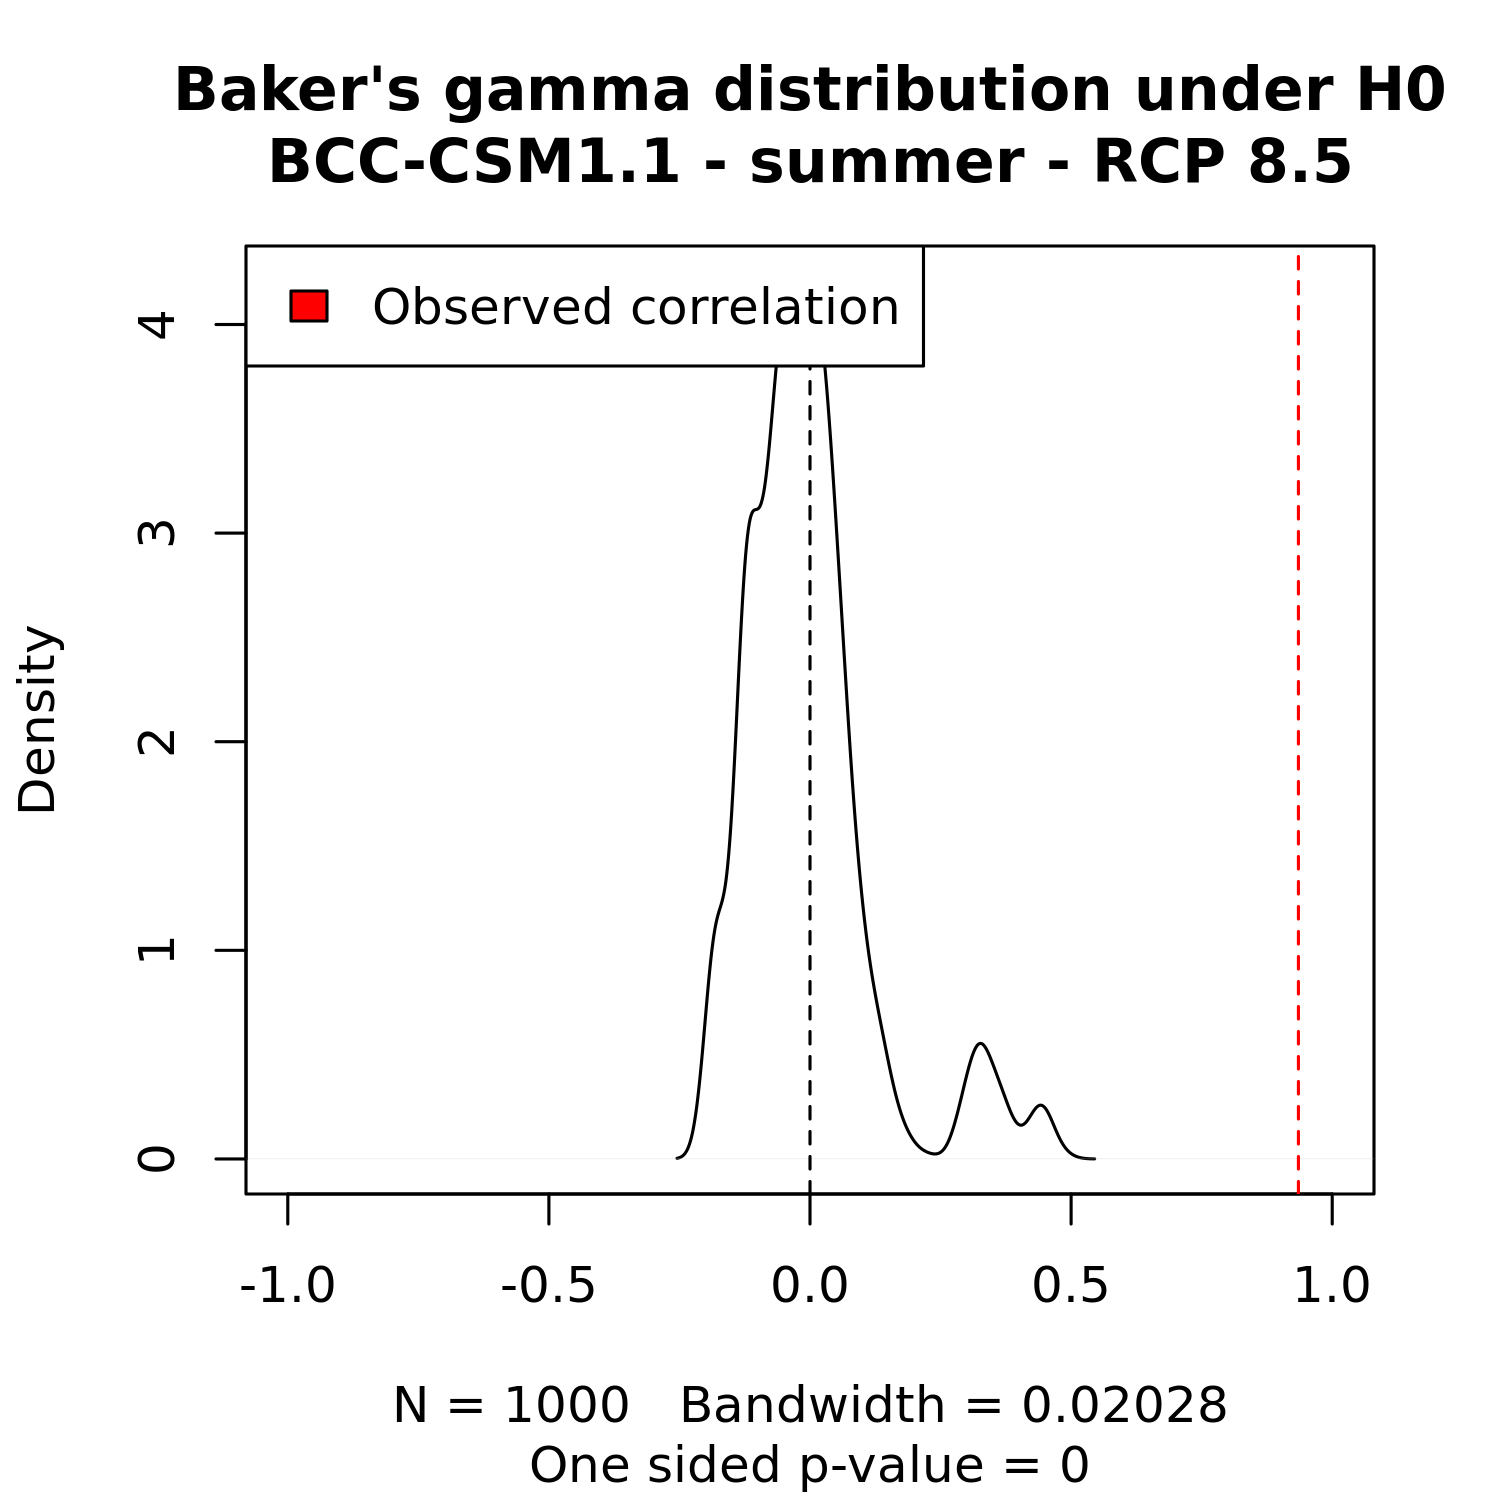 Baker's gamma distribution under H0
BCC-CSM1.1 - summer - RCP 8.5
Observed correlation
Density
4
3
2
1
0
-1.0 -0.5 0.0 0.5 1.0
N = 1000 Bandwidth = 0.02028
One sided p-value = 0